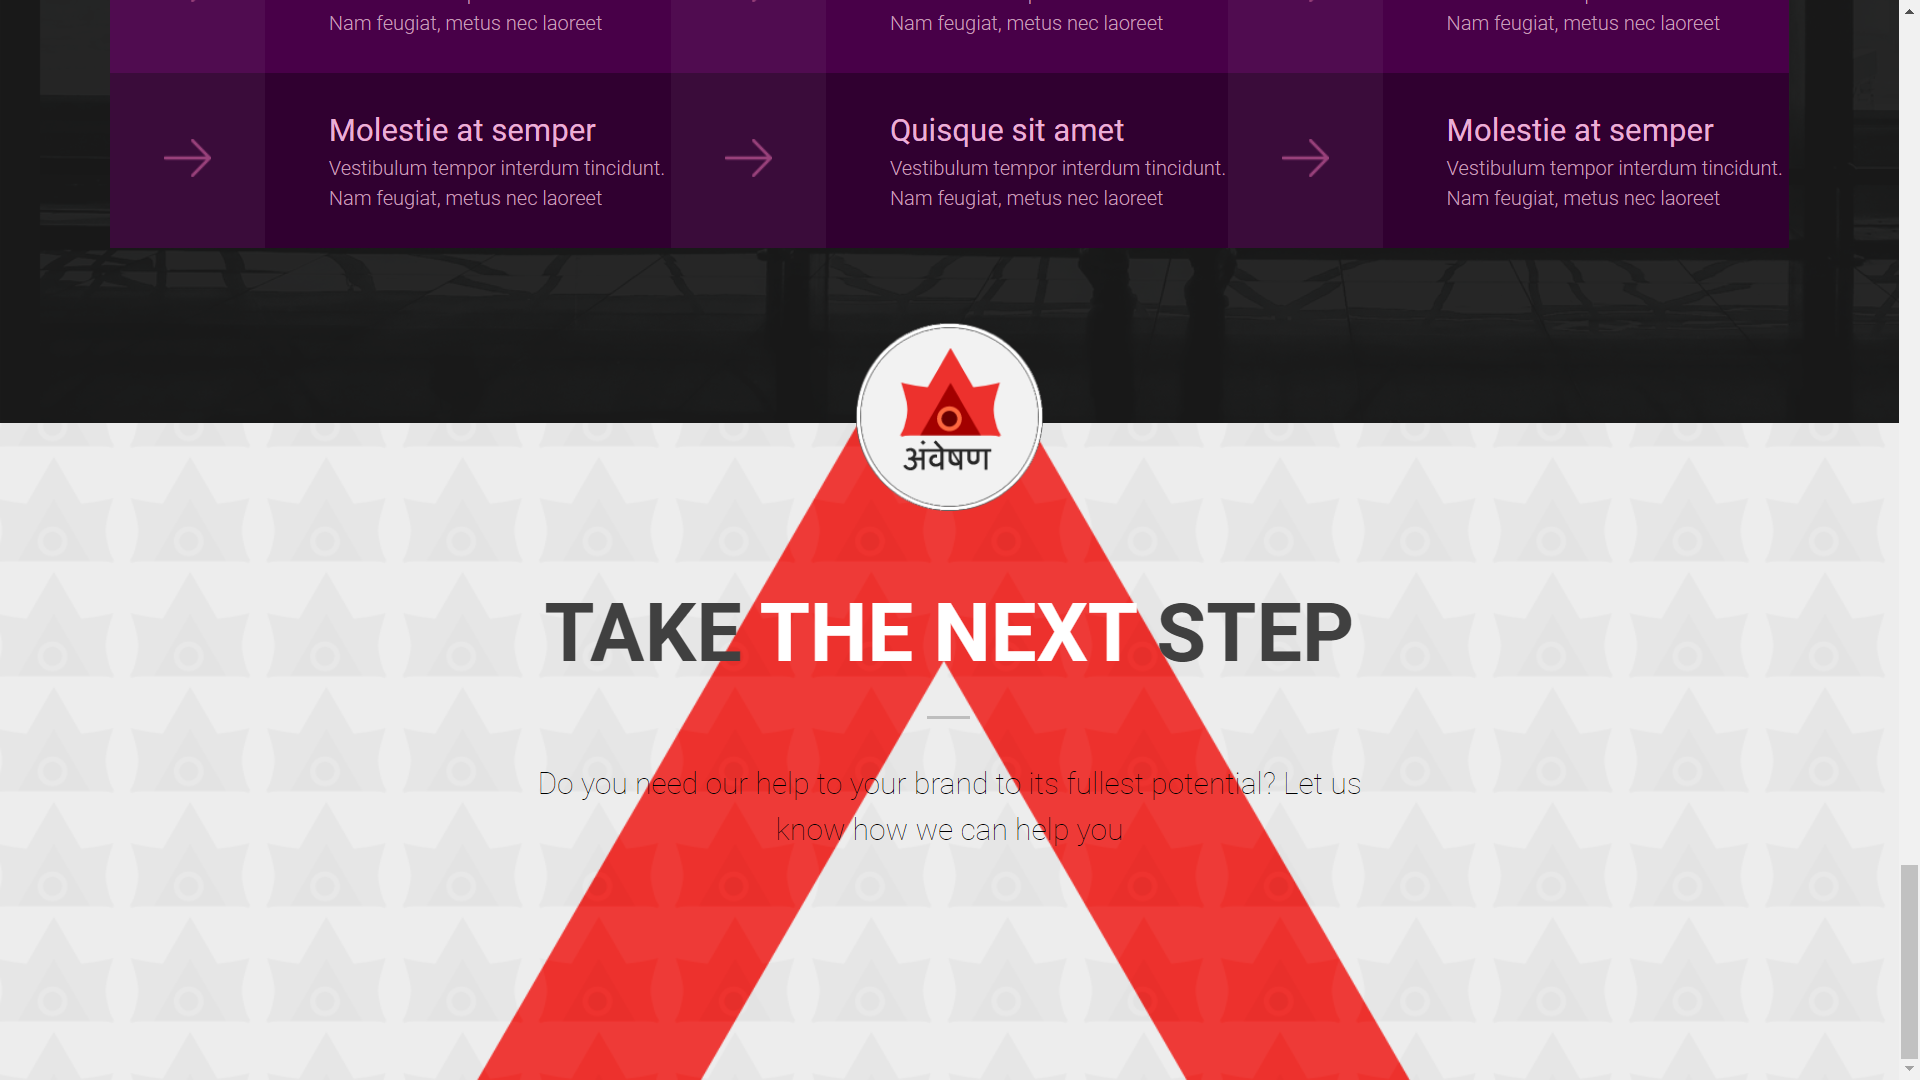 Nam feugiat, metus nec laoreet
Nam feugiat, metus nec laoreet
Nam feugiat, metus nec laoreet
Molestie at semper
Vestibulum tempor interdum tincidunt.
Nam feugiat, metus nec laoreet
Quisque sit amet
Vestibulum tempor interdum tincidunt.
Nam feugiat, metus nec laoreet
Molestie at semper
Vestibulum tempor interdum tincidunt.
Nam feugiat, metus nec laoreet
अंवेषण
TAKE THE NEXT STEP
Do you need our help to your brand to its fullest potential? Let us
know how we can help you